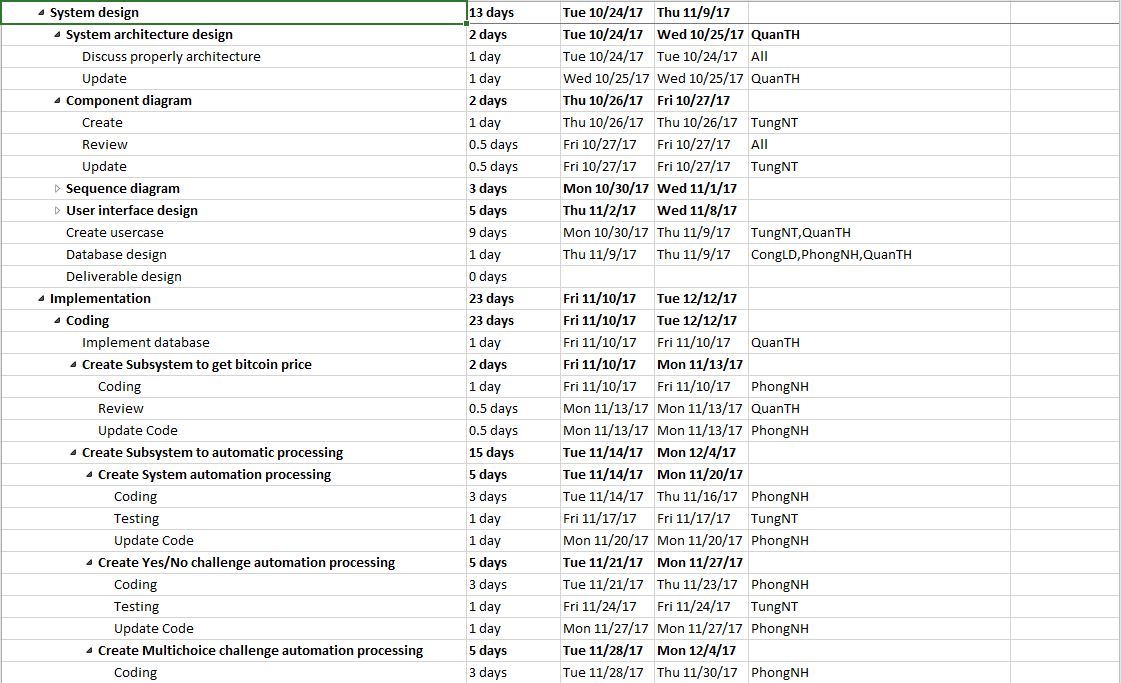 System design 13 days Tue 10/24/17 Thu 11/9/17
System architecture design 2 days Tue 10/24/17 Wed 10/25/17 QuanTH
Discuss properly architecture 1 day Tue 10/24/17 Tue 10/24/17 All
Update 1 day Wed 10/25/17 Wed 10/25/17 QuanTH
Component diagram 2 days Thu 10/26/17 Fri 10/27/17
Create 1 day Thu 10/26/17 Thu 10/26/17 TungNT
Review 0.5 days Fri 10/27/17 Fri 10/27/17 All
Update 0.5 days Fri 10/27/17 Fri 10/27/17 TungNT
Sequence diagram 3 days Mon 10/30/17 Wed 11/1/17
User interface design 5 days Thu 11/2/17 Wed 11/8/17
Create usercase 9 days Mon 10/30/17 Thu 11/9/17 TungNT,QuanTH
Database design 1 day Thu 11/9/17 Thu 11/9/17 CongLD,PhongNH,QuanTH
Deliverable design 0 days
Implementation 23 days Fri 11/10/17 Tue 12/12/17
Coding 23 days Fri 11/10/17 Tue 12/12/17
Implement database 1 day Fri 11/10/17 Fri 11/10/17 QuanTH
Create Subsystem to get bitcoin price 2 days Fri 11/10/17 Mon 11/13/17
Coding 1 day Fri 11/10/17 Fri 11/10/17 PhongNH
Review 0.5 days Mon 11/13/17 Mon 11/13/17 QuanTH
Update Code 0.5 days Mon 11/13/17 Mon 11/13/17 PhongNH
Create Subsystem to automatic processing 15 days Tue 11/14/17 Mon 12/4/17
Create System automation processing 5 days Tue 11/14/17 Mon 11/20/17
Coding 3 days Tue 11/14/17 Thu 11/16/17 PhongNH
Testing 1 day Fri 11/17/17 Fri 11/17/17 TungNT
Update Code 1 day Mon 11/20/17 Mon 11/20/17 PhongNH
Create Yes/No challenge automation processing 5 days Tue 11/21/17 Mon 11/27/17
Coding 3 days Tue 11/21/17 Thu 11/23/17 PhongNH
Testing 1 day Fri 11/24/17 Fri 11/24/17 TungNT
Update Code 1 day Mon 11/27/17 Mon 11/27/17 PhongNH
Create Multichoice challenge automation processing 5 days Tue 11/28/17 Mon 12/4/17
Coding 3 days Tue 11/28/17 Thu 11/30/17 PhongNH